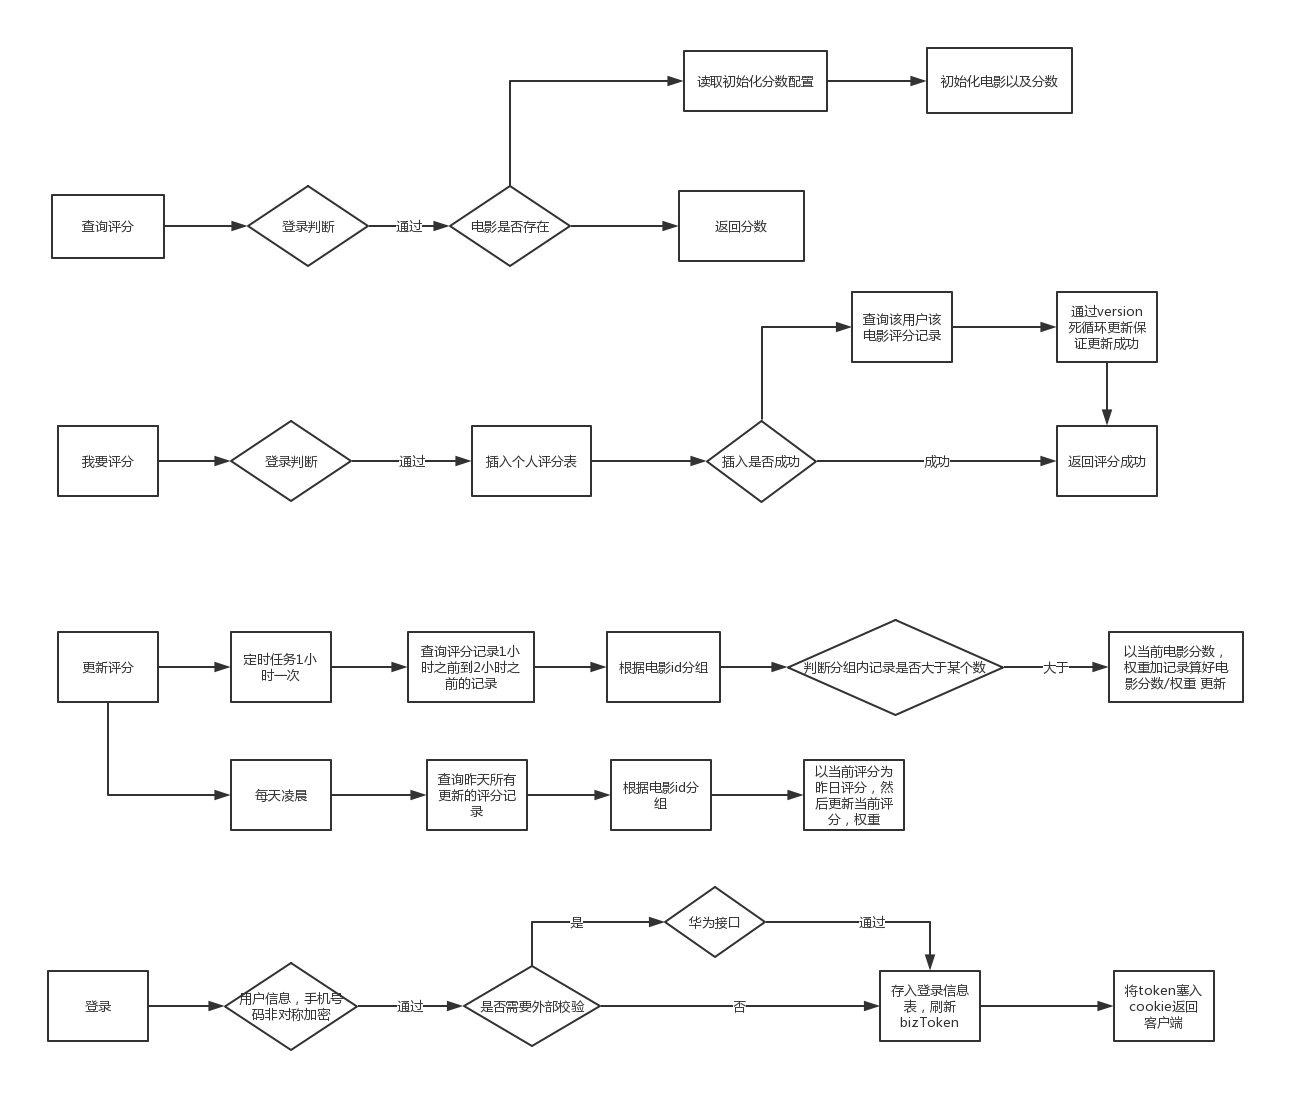 读取初始化分数配置
初始化电影以及分数
查询评分
登录判断
通过
电影是否存在
返回分数
查询该用户该
电影评分记录
通过version
死循环更新保
证更新成功
我要评分
登录判断
通过
插入个人评分表
插入是否成功
成功
返回评分成功
更新评分
定时任务1小
时一次
查询评分记录1小
时之前到2小时之
前的记录
根据电影id分组
判断分组内记录是否大于某个数
大于
以当前电影分数，
权重加记录算好电
影分数/权重 更新
每天凌晨
查询昨天所有
更新的评分记
录
根据电影id分
组
以当前评分为
昨日评分，然
后更新当前评
分，权重
是
华为接口
通过
登录
用户信息，手机号
码非对称加密
通过
是否需要外部校验
否
存入登录信息
表，刷新
bizToken
将token塞入
cookie返回
客户端